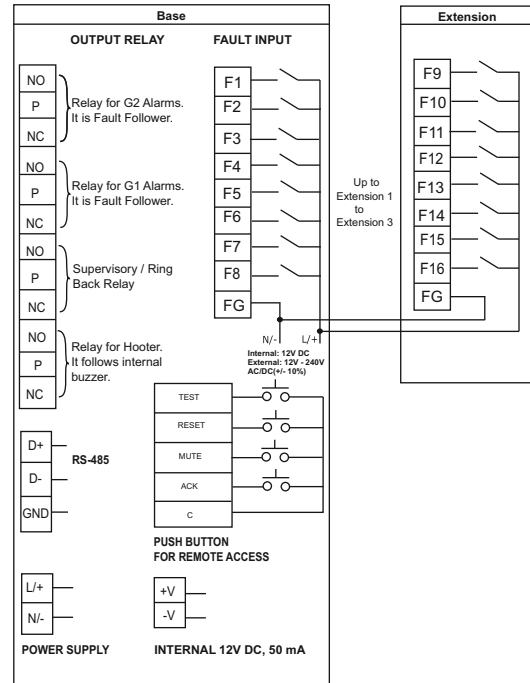 Base
OUTPUT RELAY
NO
P
NC
Relay for G2 Alarms.
It is Fault Follower.
NO
P
NC
Relay for G1 Alarms.
It is Fault Follower.
NO
P
NC
Supervisory / Ring
Back Relay
NO
P
NC
Relay for Hooter.
It follows internal
buzzer.
FAULT INPUT
F1
F2
F3
F4
F5
F6
F7
F8
FG
N/-
L/+
Internal: 12V DC
External: 12V - 240V
AC/DC(+/- 10%)
D+
D-
GND
RS-485
TEST
RESET
MUTE
ACK
C
PUSH BUTTON
FOR REMOTE ACCESS
L/+
N/-
POWER SUPPLY
+V
-V
INTERNAL 12V DC, 50 mA
Up to
Extension 1
to
Extension 3
Extension
F9
F10
F11
F12
F13
F14
F15
F16
FG